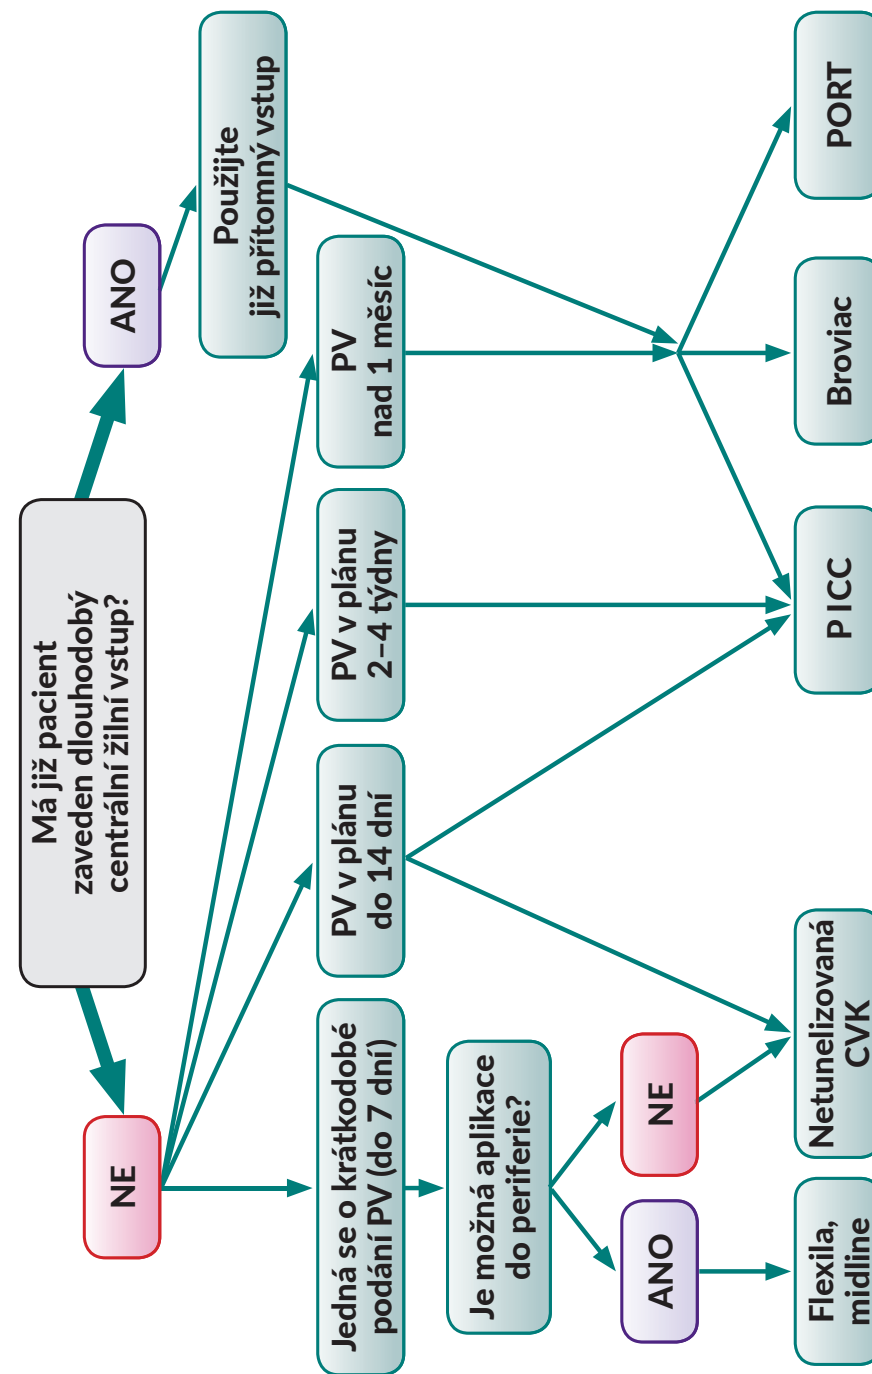 Má již pacient
zaveden dlouhodobý
centrální žilní vstup?
NE
ANO
Použijte
již přítomný vstup
Jedná se o krátkodobé
podání PV (do 7 dní)
PV v plánu
do 14 dní
PV v plánu
2–4 týdny
PV
nad 1 měsíc
Je možná aplikace
do periferie?
ANO
NE
Flexila,
midline
Netunelizovaná
CVK
PICC
Broviac
PORT